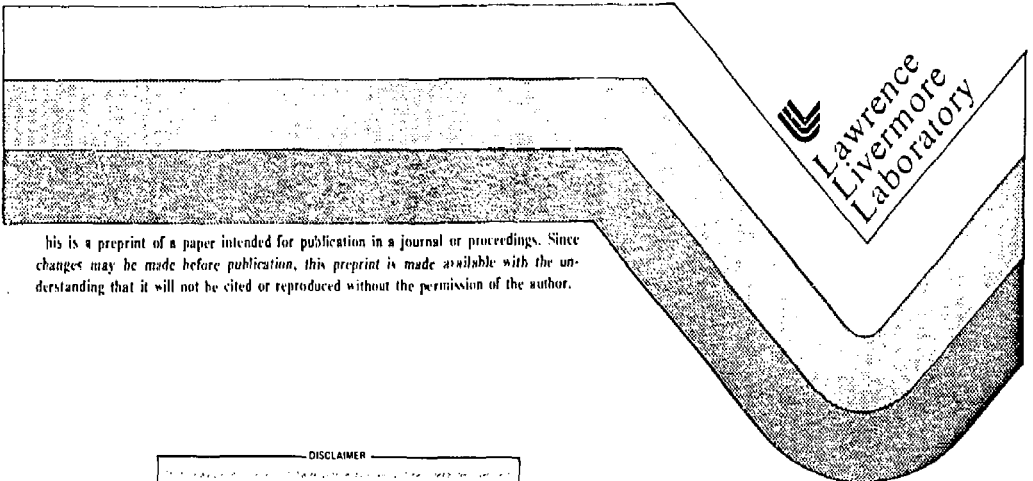 Lawrence
Livermore
Laboratory
his is a preprint of a paper intended for publication in a journal or proceedings. Since
changes may be made before publication, this preprint is made available with the un-
derstanding that it will not be cited or reproduced without the permission of the author.
DISCLAIMER